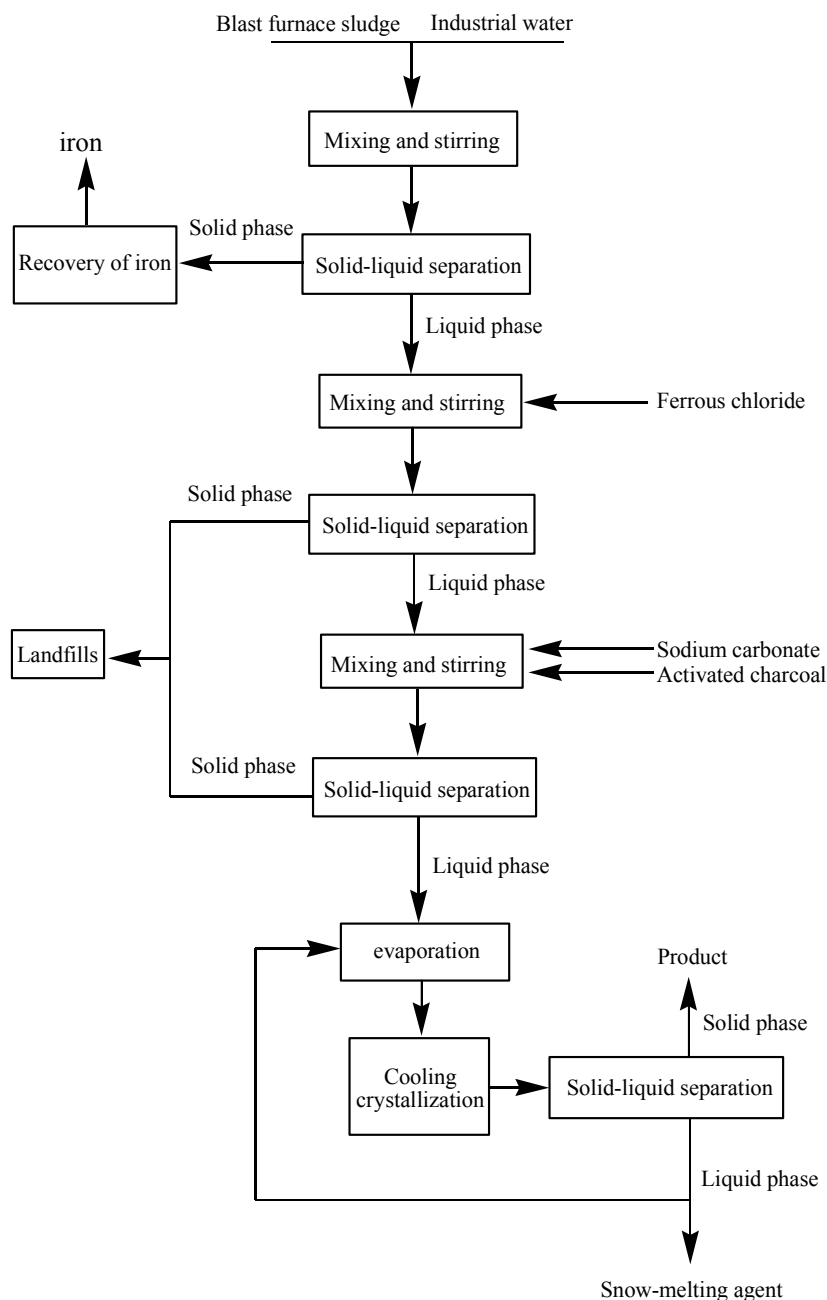 Blast furnace sludge
Industrial water
Mixing and stirring
iron
Solid phase
Recovery of iron
Solid-liquid separation
Liquid phase
Mixing and stirring
Ferrous chloride
Solid phase
Solid-liquid separation
Liquid phase
Landfills
Mixing and stirring
Sodium carbonate
Activated charcoal
Solid phase
Solid-liquid separation
Liquid phase
evaporation
Product
Solid phase
Cooling
crystallization
Solid-liquid separation
Liquid phase
Snow-melting agent